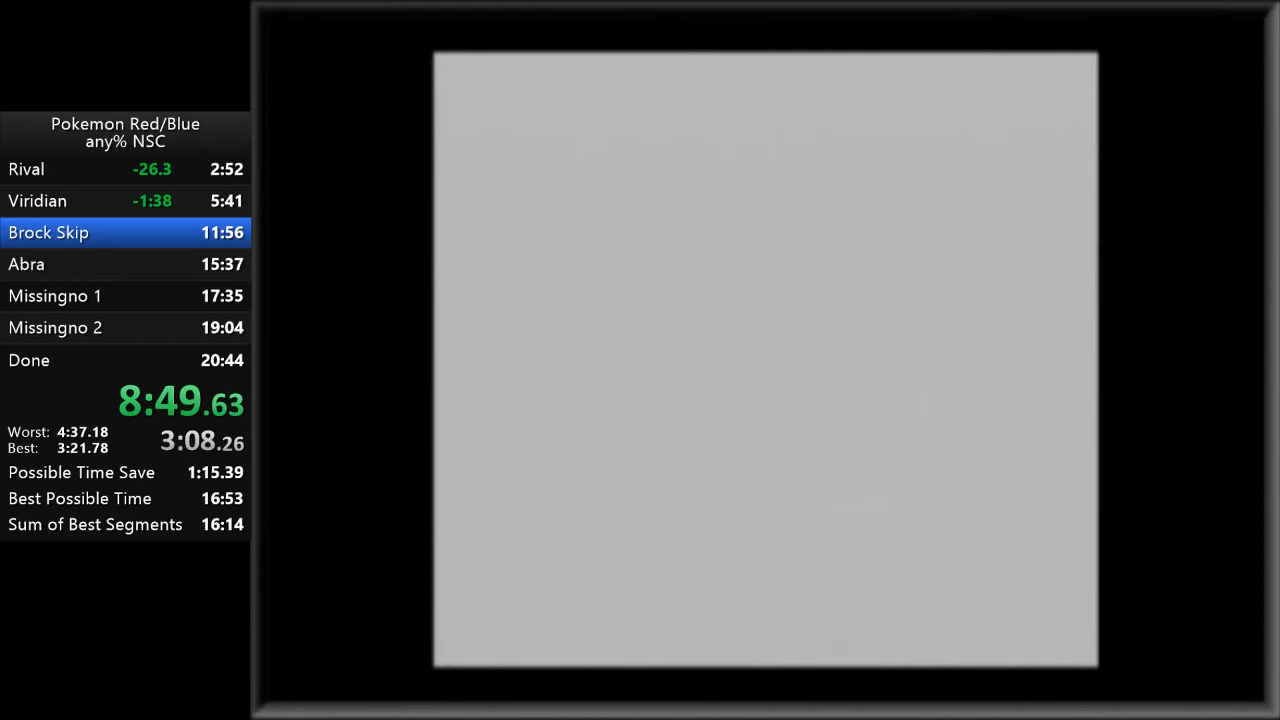 Pokemon Red/Blue
any% NSC
Rival -26.3 2:52
Viridian -1:38 5:41
Brock Skip 11:56
Abra 15:37
Missingno 1 17:35
Missingno 2 19:04
Done 20:44
8:49.63
Worst: 4:37.18
Best: 3:21.78
3:08.26
Possible Time Save 1:15.39
Best Possible Time 16:53
Sum of Best Segments 16:14